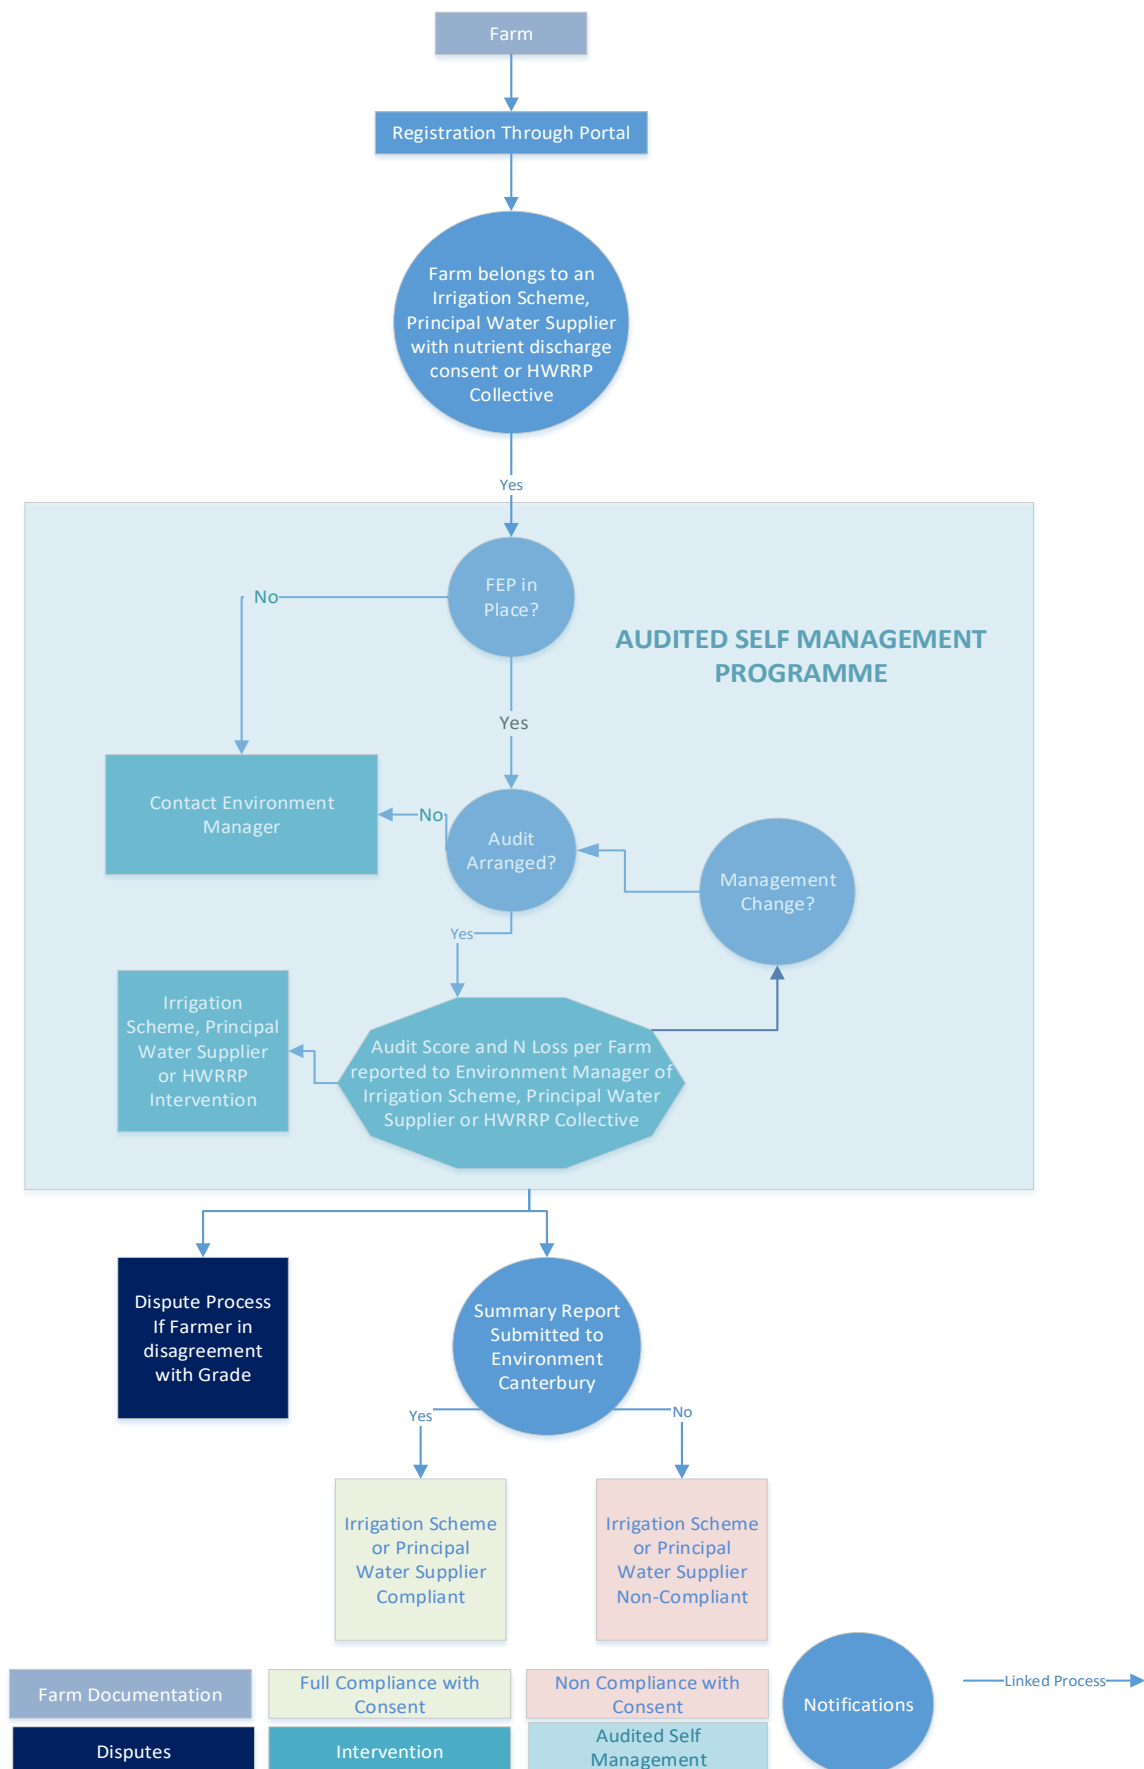 Farm
Registration Through Portal
Farm belongs to an
Irrigation Scheme,
Principal Water Supplier
with nutrient discharge
consent or HWRRP
Collective
Yes
FEP in
Place?
No
AUDITED SELF MANAGEMENT
PROGRAMME
Yes
Contact Environment
Manager
No
Audit
Arranged?
Management
Change?
Yes
Irrigation
Scheme, Principal
Water Supplier
or HWRRP
Intervention
Audit Score and N Loss per Farm
reported to Environment Manager of
Irrigation Scheme, Principal Water
Supplier or HWRRP Collective
Dispute Process
If Farmer in
disagreement
with Grade
Summary Report
Submitted to
Environment
Canterbury
Yes
No
Irrigation Scheme
or Principal
Water Supplier
Compliant
Irrigation Scheme
or Principal
Water Supplier
Non-Compliant
Farm Documentation
Full Compliance with
Consent
Non Compliance with
Consent
Notifications
Linked Process
Disputes
Intervention
Audited Self
Management